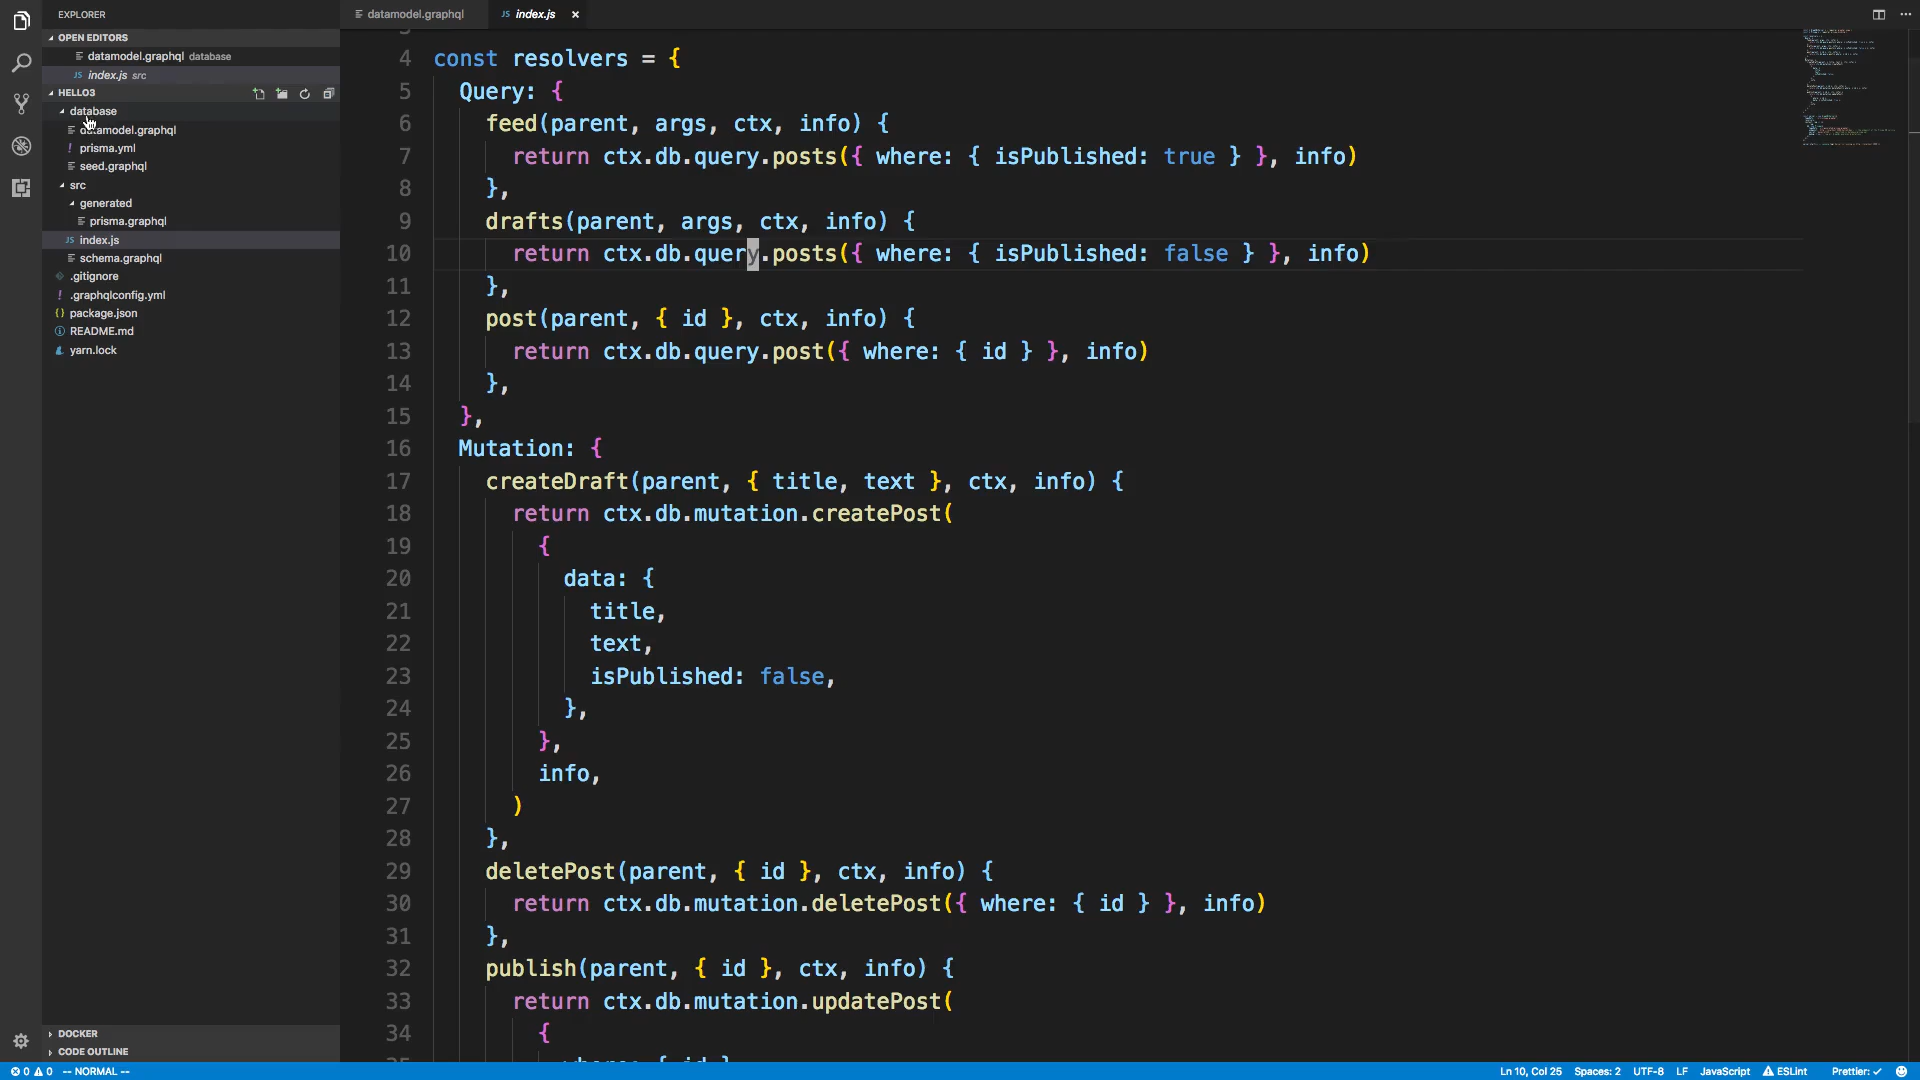 EXPLORER
OPEN EDITORS
datamodel.graphql database
JS index.js src
HELLO3
database
datamodel.graphql
! prisma.yml
seed.graphql
src
generated
prisma.graphql
JS index.js
schema.graphql
.gitignore
! .graphqlconfig.yml
{} package.json
README.md
yarn.lock
DOCKER
CODE OUTLINE
datamodel.graphql
JS index.js ×
4 const resolvers = {
5 Query: {
6 feed(parent, args, ctx, info) {
7 return ctx.db.query.posts({ where: { isPublished: true } }, info)
8 },
9 drafts(parent, args, ctx, info) {
10 return ctx.db.query.posts({ where: { isPublished: false } }, info)
11 },
12 post(parent, { id }, ctx, info) {
13 return ctx.db.query.post({ where: { id } }, info)
14 },
15 },
16 Mutation: {
17 createDraft(parent, { title, text }, ctx, info) {
18 return ctx.db.mutation.createPost(
19 {
20 data: {
21 title,
22 text,
23 isPublished: false,
24 },
25 },
26 info,
27 )
28 },
29 deletePost(parent, { id }, ctx, info) {
30 return ctx.db.mutation.deletePost({ where: { id } }, info)
31 },
32 publish(parent, { id }, ctx, info) {
33 return ctx.db.mutation.updatePost(
34 {
0 0 -- NORMAL --
Ln 10, Col 25 Spaces: 2 UTF-8 LF JavaScript ESLint Prettier: ✓